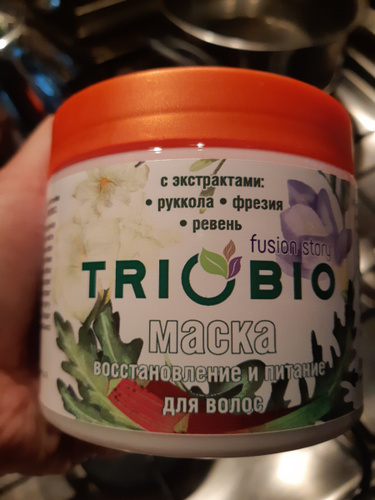 с экстрактами:
• руккола • фрезия
• ревень
fusion story
TRIOBIO
маска
восстановление и питание
для волос